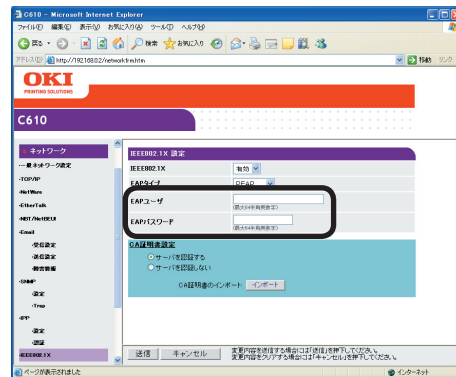 C610 - Microsoft Internet Explorer
ファイル(F) 編集(E) 表示(V) お気に入り(A) ツール(T) ヘルプ(H)
戻る 検索 お気に入り
アドレス(D) http://192.168.0.2/networkfrm.htm 移動 リンク
OKI
PRINTING SOLUTIONS
C610
ネットワーク
一般ネットワーク設定
TCP/IP
NetWare
EtherTalk
NBT/NetBEUI
Email
受信設定
送信設定
SNMP
設定
Trap
IPP
設定
認証
IEEE802.1X
IEEE802.1X 設定
IEEE802.1X 有効
EAPタイプ PEAP
EAPユーザ
(最大64半角英数字)
EAPパスワード
(最大64半角英数字)
CA証明書設定
サーバを認証する
サーバを認証しない
CA証明書のインポート インポート
送信 キャンセル
変更内容を送信する場合には「送信」を押下してください。
変更内容をクリアする場合は「キャンセル」を押下してください。
ページが表示されました インターネット